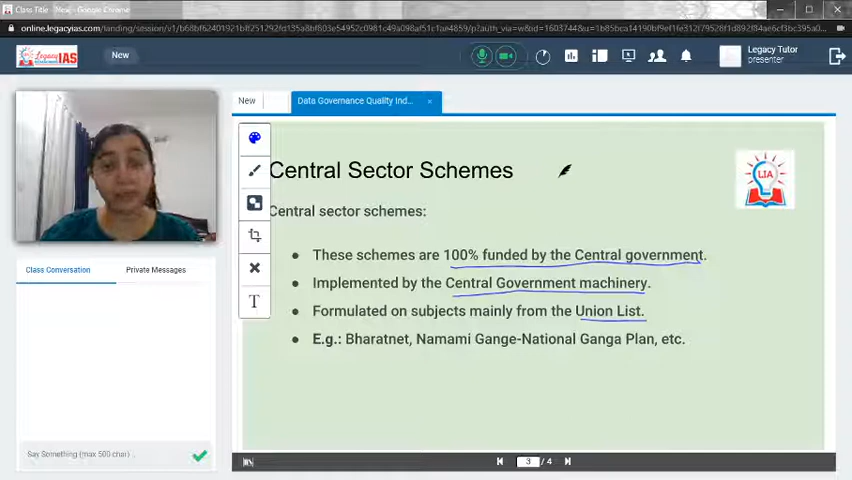 Class Title - New - Google Chrome
New
Legacy Tutor
presenter
Legacy
IAS
New
Data Governance Quality Ind...
Central Sector Schemes
LIA
Central sector schemes:
These schemes are 100% funded by the Central government.
Implemented by the Central Government machinery.
Formulated on subjects mainly from the Union List.
E.g.: Bharatnet, Namami Gange-National Ganga Plan, etc.
T
Class Conversation
Private Messages
Say Something (max 500 char)...
3 / 4